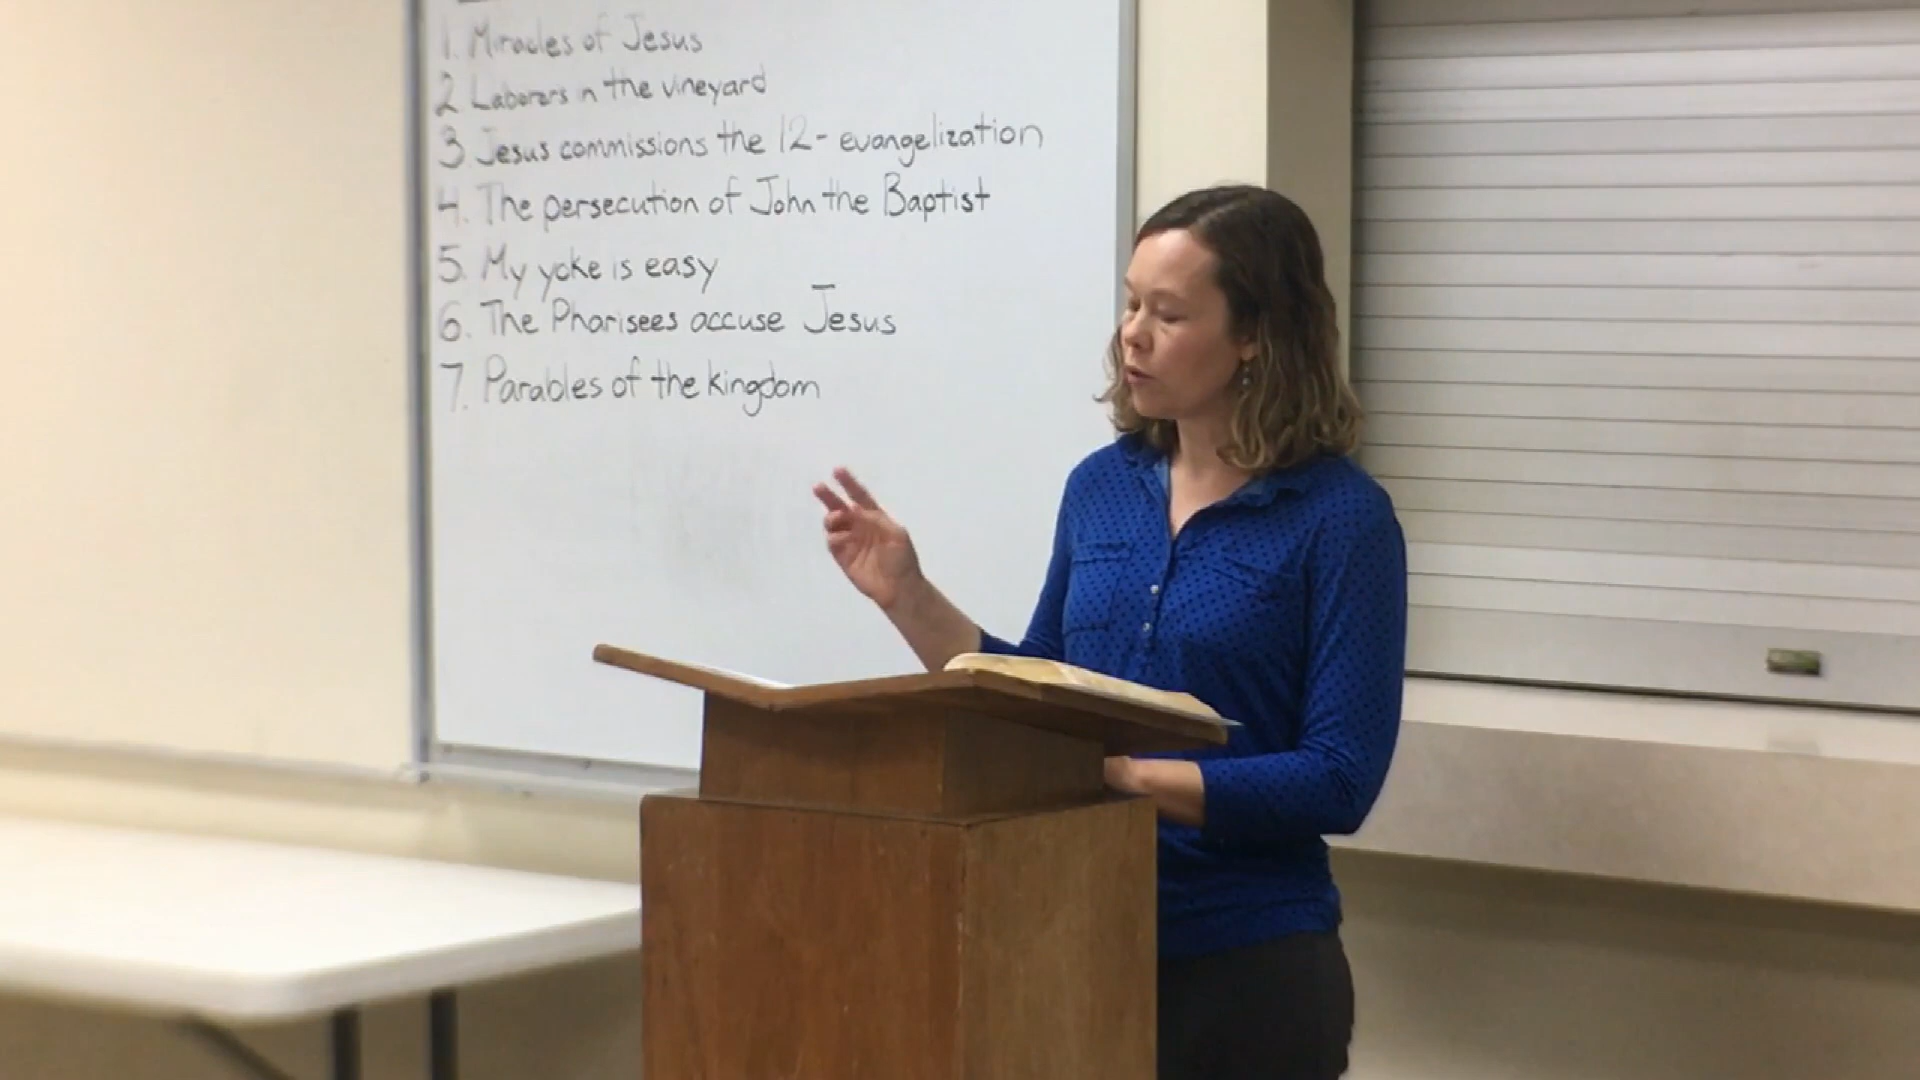 1. Miracles of Jesus
2 Laborers in the vineyard
3 Jesus commissions the 12- evangelization
4. The persecution of John the Baptist
5. My yoke is easy
6. The Pharisees accuse Jesus
7. Parables of the kingdom